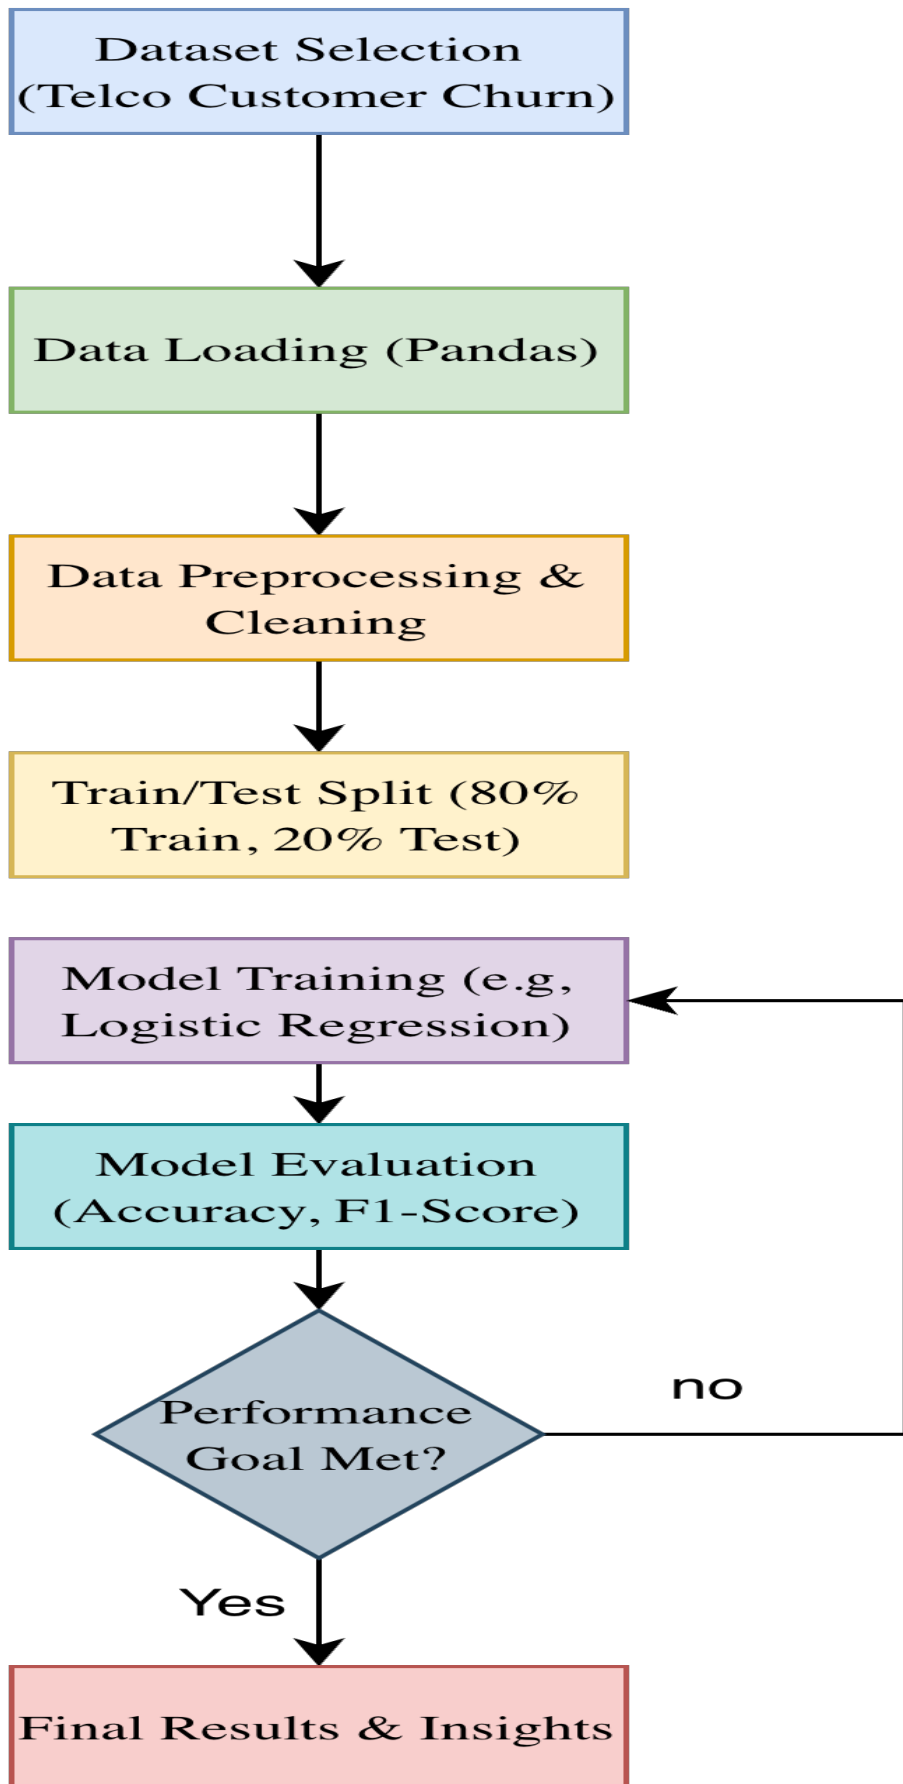 Dataset Selection
(Telco Customer Churn)
Data Loading (Pandas)
Data Preprocessing &
Cleaning
Train/Test Split (80%
Train, 20% Test)
Model Training (e.g,
Logistic Regression)
Model Evaluation
(Accuracy, F1-Score)
Performance
Goal Met?
no
Yes
Final Results & Insights